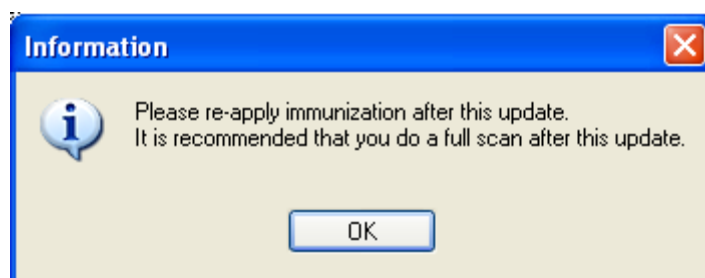 Information
Please re-apply immunization after this update.
It is recommended that you do a full scan after this update.
OK